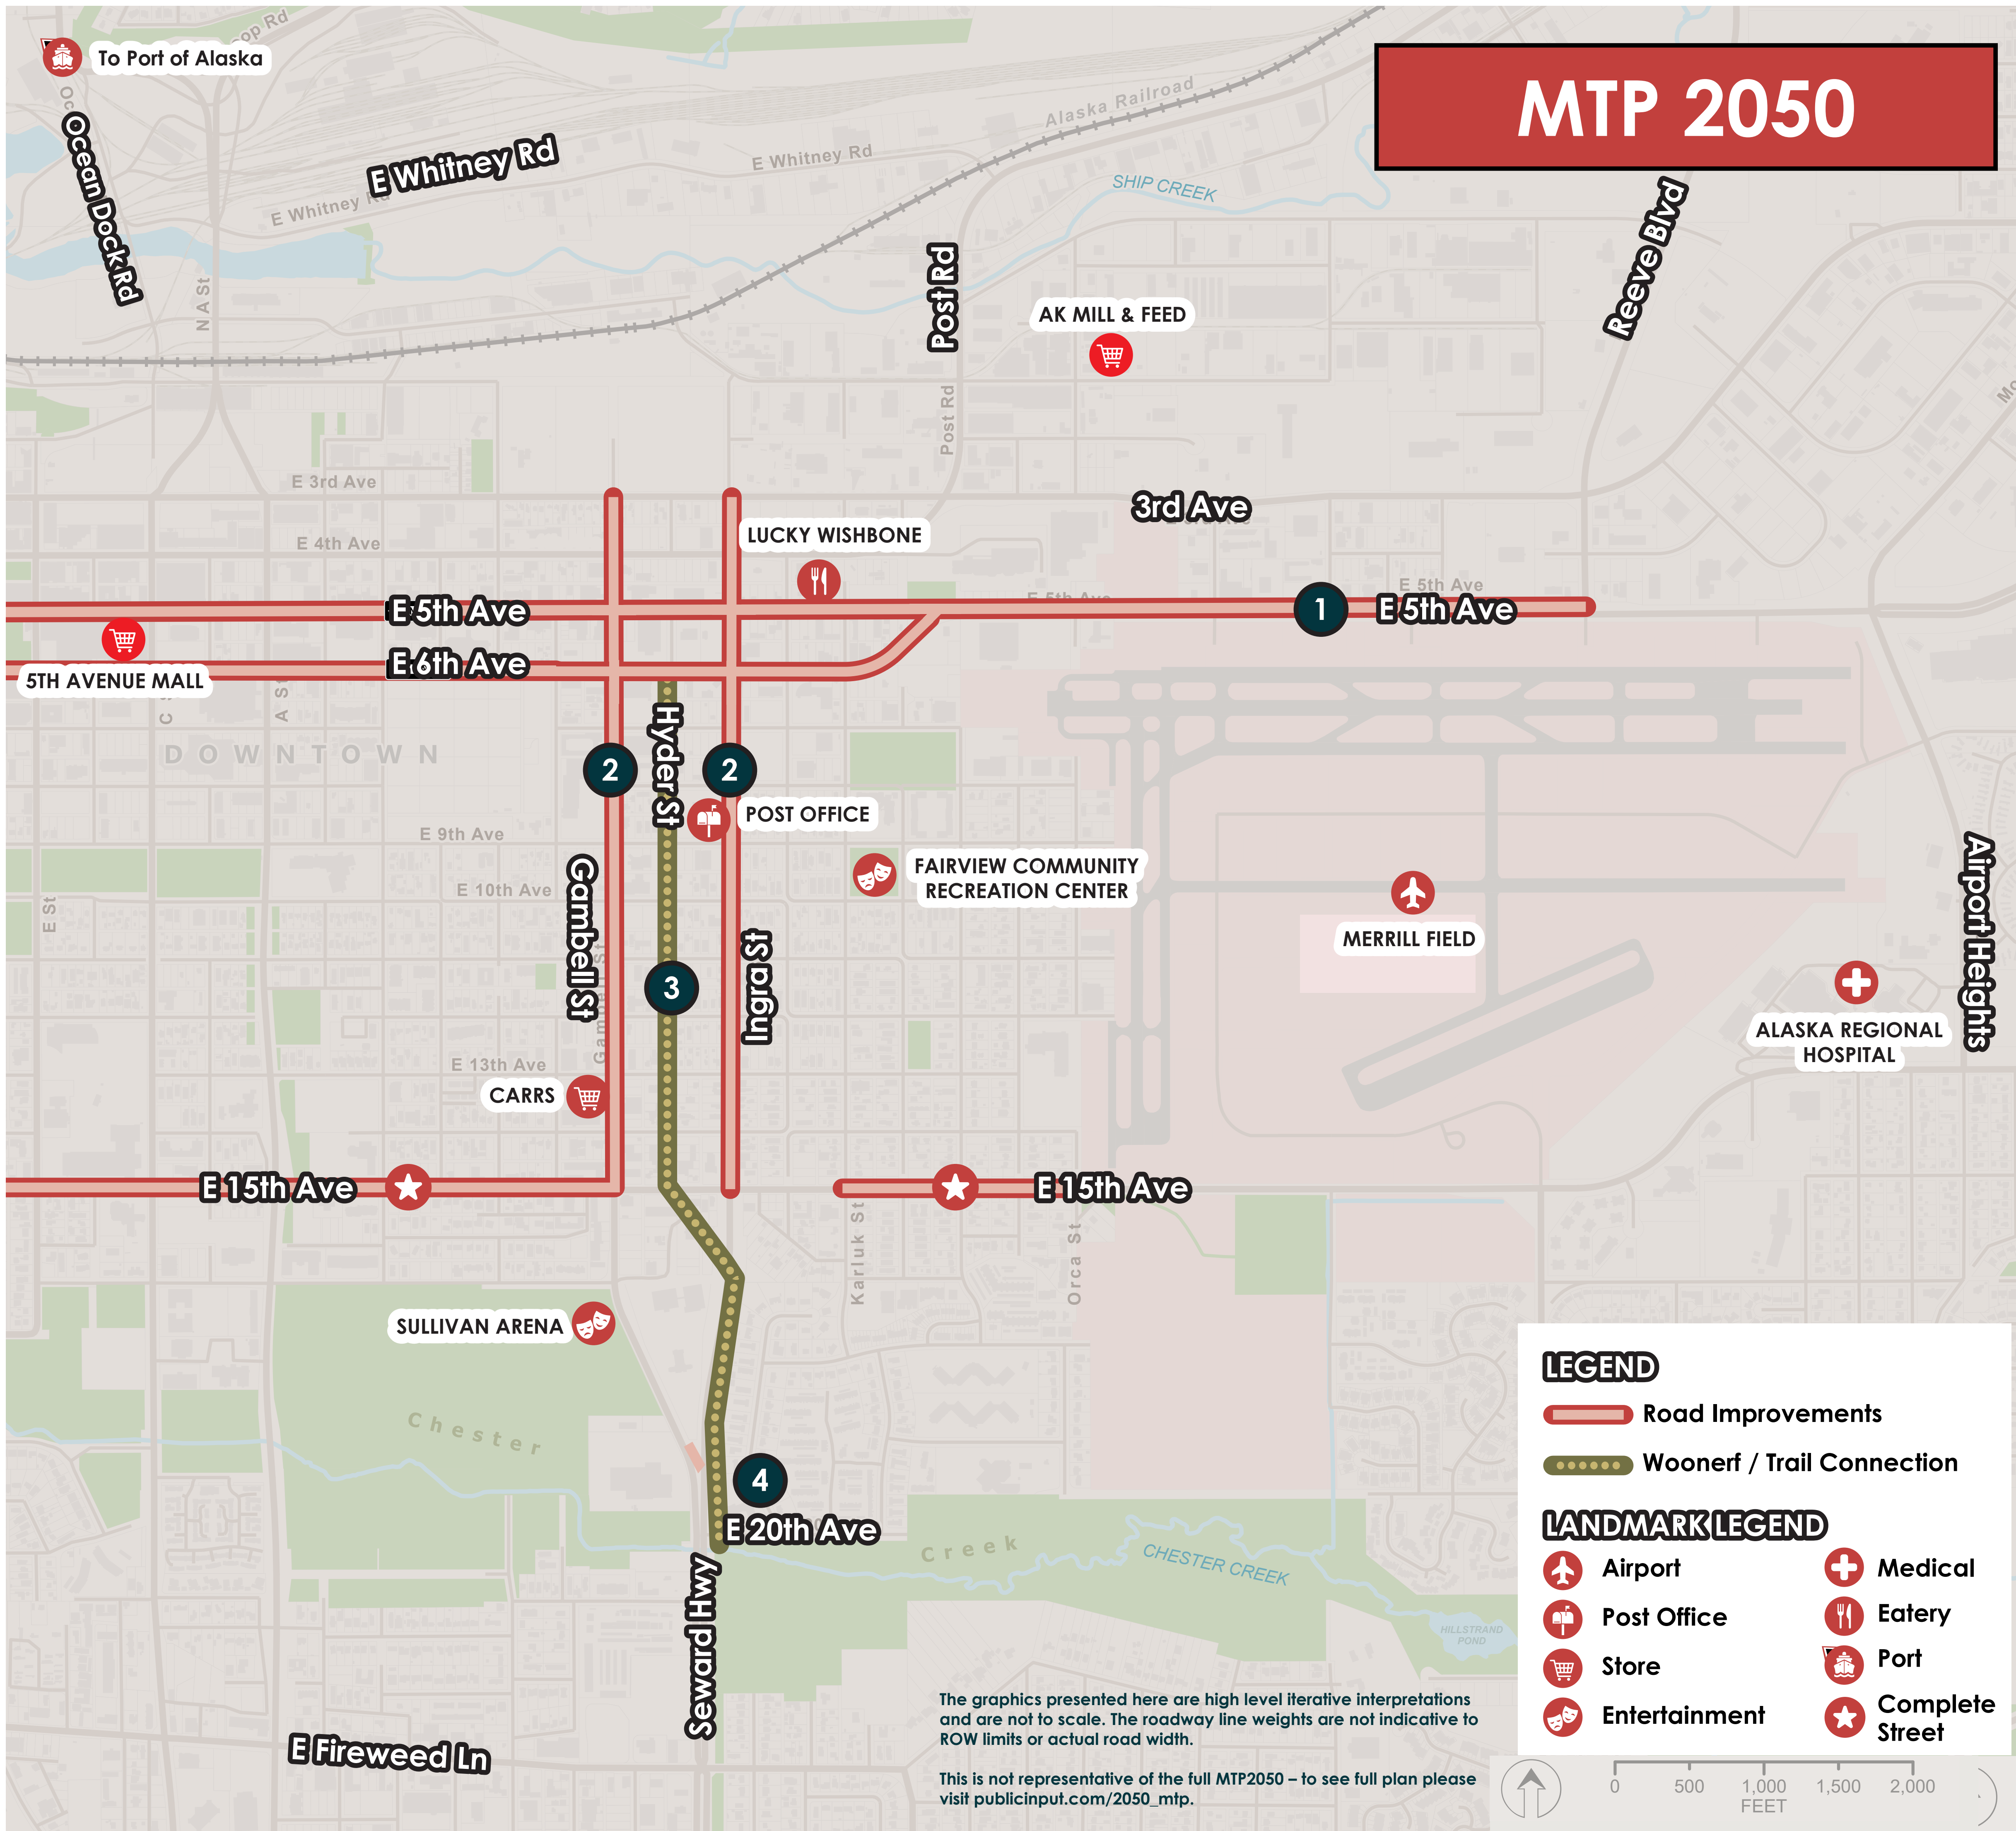 To Port of Alaska
MTP 2050
Ocean Dock Rd
E Whitney Rd
E Whitney Rd
E Whitney Rd
Alaska Railroad
SHIP CREEK
N A St
Post Rd
Post Rd
Reeve Blvd
AK MILL & FEED
E 3rd Ave
3rd Ave
E 4th Ave
LUCKY WISHBONE
E 5th Ave
E 5th Ave
E 5th Ave
1
E 5th Ave
5TH AVENUE MALL
E 6th Ave
A St
DOWNTOWN
2
Hyder St
2
POST OFFICE
E 9th Ave
FAIRVIEW COMMUNITY
RECREATION CENTER
E 10th Ave
E St
Gambell St
Gambell St
3
Ingra St
MERRILL FIELD
Airport Heights
ALASKA REGIONAL
HOSPITAL
E 13th Ave
CARRS
E 15th Ave
E 15th Ave
Karluk St
Orca St
SULLIVAN ARENA
Chester
Creek
4
E 20th Ave
CHESTER CREEK
HILLSTRAND
POND
Seward Hwy
E Fireweed Ln
The graphics presented here are high level iterative interpretations
and are not to scale. The roadway line weights are not indicative to
ROW limits or actual road width.
This is not representative of the full MTP2050 – to see full plan please
visit publicinput.com/2050_mtp.
LEGEND
Road Improvements
Woonerf / Trail Connection
LANDMARK LEGEND
Airport
Post Office
Store
Entertainment
Medical
Eatery
Port
Complete
Street
0 500 1,000 1,500 2,000
FEET